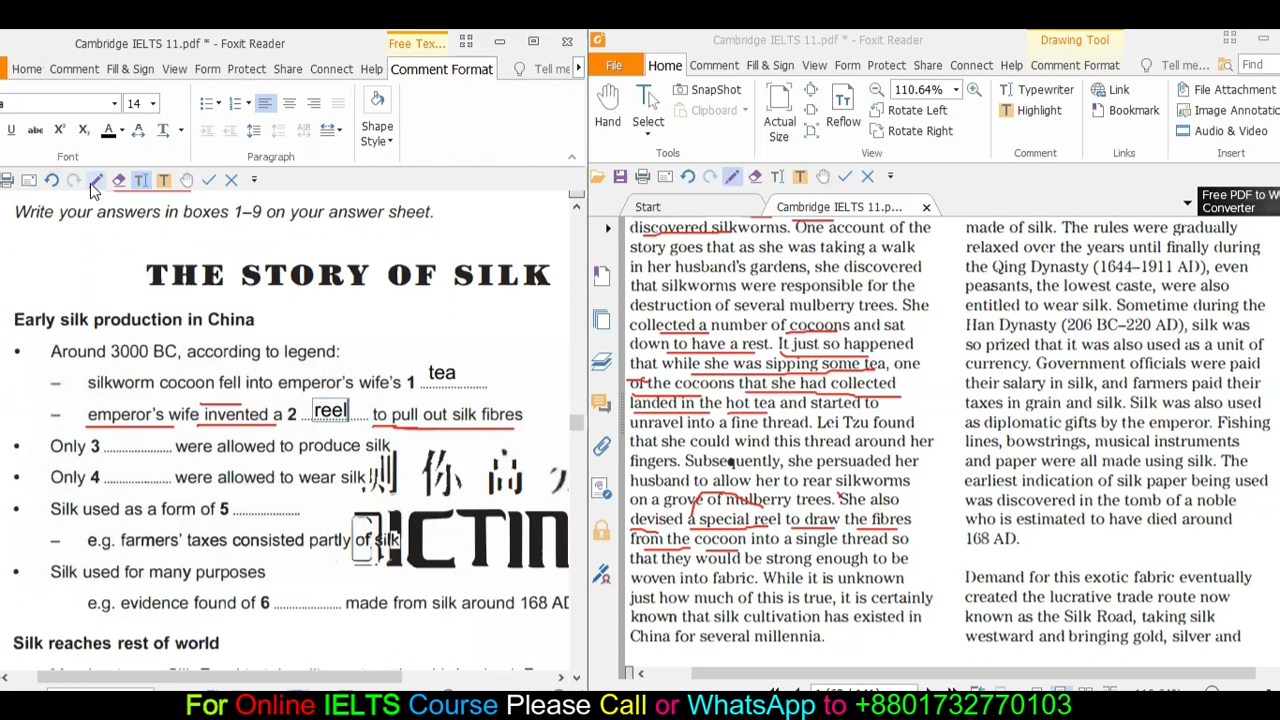 Cambridge IELTS 11.pdf * - Foxit Reader
Free Tex...
Home Comment Fill & Sign View Form Protect Share Connect Help Comment Format Tell me
14
U abc X² X₂ A A T
Font
Paragraph
Shape
Style
Write your answers in boxes 1–9 on your answer sheet.
THE STORY OF SILK
Early silk production in China
• Around 3000 BC, according to legend:
– silkworm cocoon fell into emperor's wife's 1 tea
– emperor's wife invented a 2 reel to pull out silk fibres
• Only 3 .................... were allowed to produce silk
• Only 4 .................... were allowed to wear silk
• Silk used as a form of 5 ....................
– e.g. farmers' taxes consisted partly of silk
• Silk used for many purposes
e.g. evidence found of 6 .................... made from silk around 168 AD
Silk reaches rest of world
你 高
ICTIN
Cambridge IELTS 11.pdf * - Foxit Reader
Drawing Tool
File Home Comment Fill & Sign View Form Protect Share Connect Help Comment Format Tell me... Find
Hand
Select
SnapShot
Clipboard
Tools
Actual
Size
Reflow
110.64%
Rotate Left
Rotate Right
View
Typewriter
Highlight
Comment
Link
Bookmark
Links
File Attachment
Image Annotation
Audio & Video
Insert
Start
Cambridge IELTS 11.p...
Free PDF to W
Converter
discovered silkworms. One account of the
story goes that as she was taking a walk
in her husband's gardens, she discovered
that silkworms were responsible for the
destruction of several mulberry trees. She
collected a number of cocoons and sat
down to have a rest. It just so happened
that while she was sipping some tea, one
of the cocoons that she had collected
landed in the hot tea and started to
unravel into a fine thread. Lei Tzu found
that she could wind this thread around her
fingers. Subsequently, she persuaded her
husband to allow her to rear silkworms
on a grove of mulberry trees. She also
devised a special reel to draw the fibres
from the cocoon into a single thread so
that they would be strong enough to be
woven into fabric. While it is unknown
just how much of this is true, it is certainly
known that silk cultivation has existed in
China for several millennia.
made of silk. The rules were gradually
relaxed over the years until finally during
the Qing Dynasty (1644–1911 AD), even
peasants, the lowest caste, were also
entitled to wear silk. Sometime during the
Han Dynasty (206 BC–220 AD), silk was
so prized that it was also used as a unit of
currency. Government officials were paid
their salary in silk, and farmers paid their
taxes in grain and silk. Silk was also used
as diplomatic gifts by the emperor. Fishing
lines, bowstrings, musical instruments
and paper were all made using silk. The
earliest indication of silk paper being used
was discovered in the tomb of a noble
who is estimated to have died around
168 AD.
Demand for this exotic fabric eventually
created the lucrative trade route now
known as the Silk Road, taking silk
westward and bringing gold, silver and
For Online IELTS Course Please Call or WhatsApp to +8801732770103